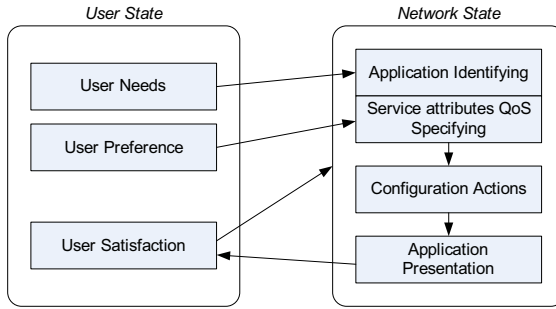 User State
Network State
User Needs
User Preference
User Satisfaction
Application Identifying
Service attributes QoS
Specifying
Configuration Actions
Application
Presentation